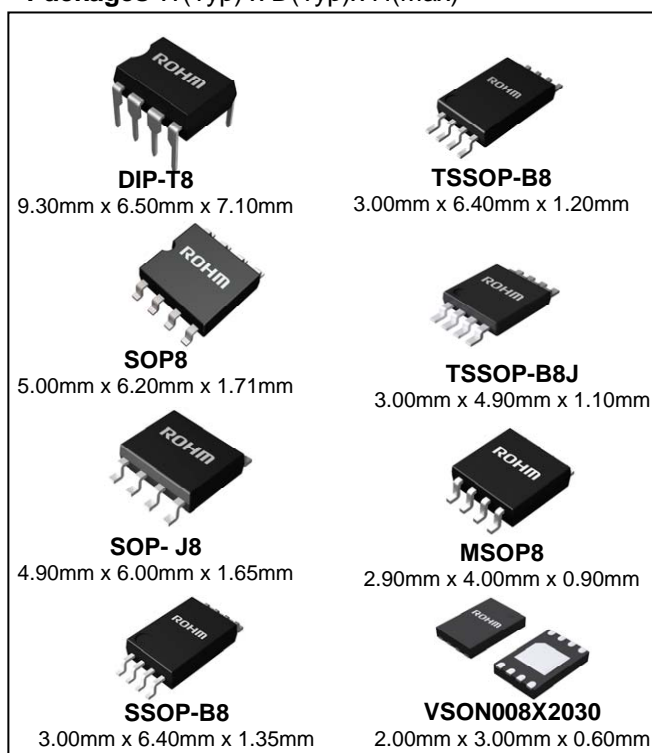 Packages W(Typ) x D(Typ)x H(Max)
ROHM
DIP-T8
9.30mm x 6.50mm x 7.10mm
ROHM
TSSOP-B8
3.00mm x 6.40mm x 1.20mm
ROHM
SOP8
5.00mm x 6.20mm x 1.71mm
ROHM
TSSOP-B8J
3.00mm x 4.90mm x 1.10mm
ROHM
SOP- J8
4.90mm x 6.00mm x 1.65mm
ROHM
MSOP8
2.90mm x 4.00mm x 0.90mm
ROHM
SSOP-B8
3.00mm x 6.40mm x 1.35mm
ROHM
VSON008X2030
2.00mm x 3.00mm x 0.60mm